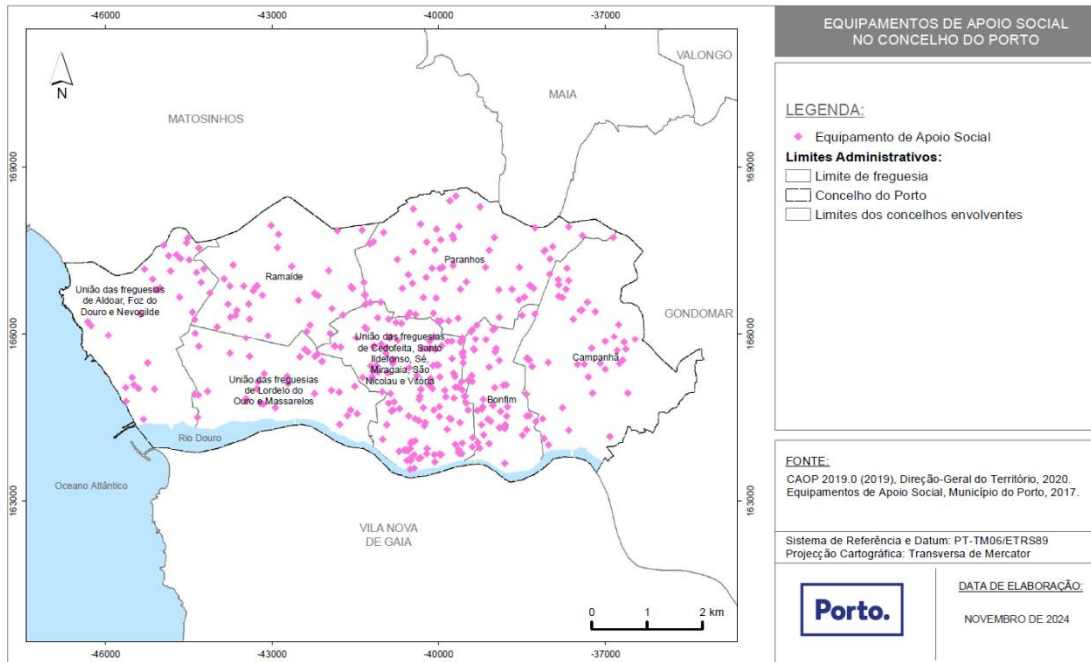 -46000
-43000
-40000
-37000
EQUIPAMENTOS DE APOIO SOCIAL
NO CONCELHO DO PORTO
N
VALONGO
MAIA
MATOSINHOS
169000
169000
LEGENDA:
Equipamento de Apoio Social
Limites Administrativos:
Limite de freguesia
Concelho do Porto
Limites dos concelhos envolventes
Paranhos
Ramalde
União das freguesias
de Aldoar, Foz do
Douro e Nevogilde
GONDOMAR
166000
166000
União das freguesias
de Cedofeita, Santo
Ildefonso, Sé,
Miragaia, São
Nicolau e Vitória
Campanhã
União das freguesias
de Lordelo do
Ouro e Massarelos
Bonfim
Rio Douro
Oceano Atlântico
163000
163000
VILA NOVA
DE GAIA
FONTE:
CAOP 2019.0 (2019), Direção-Geral do Território, 2020.
Equipamentos de Apoio Social, Município do Porto, 2017.
Sistema de Referência e Datum: PT-TM06/ETRS89
Projecção Cartográfica: Transversa de Mercator
Porto.
DATA DE ELABORAÇÃO:
NOVEMBRO DE 2024
0 1 2 km
-46000
-43000
-40000
-37000